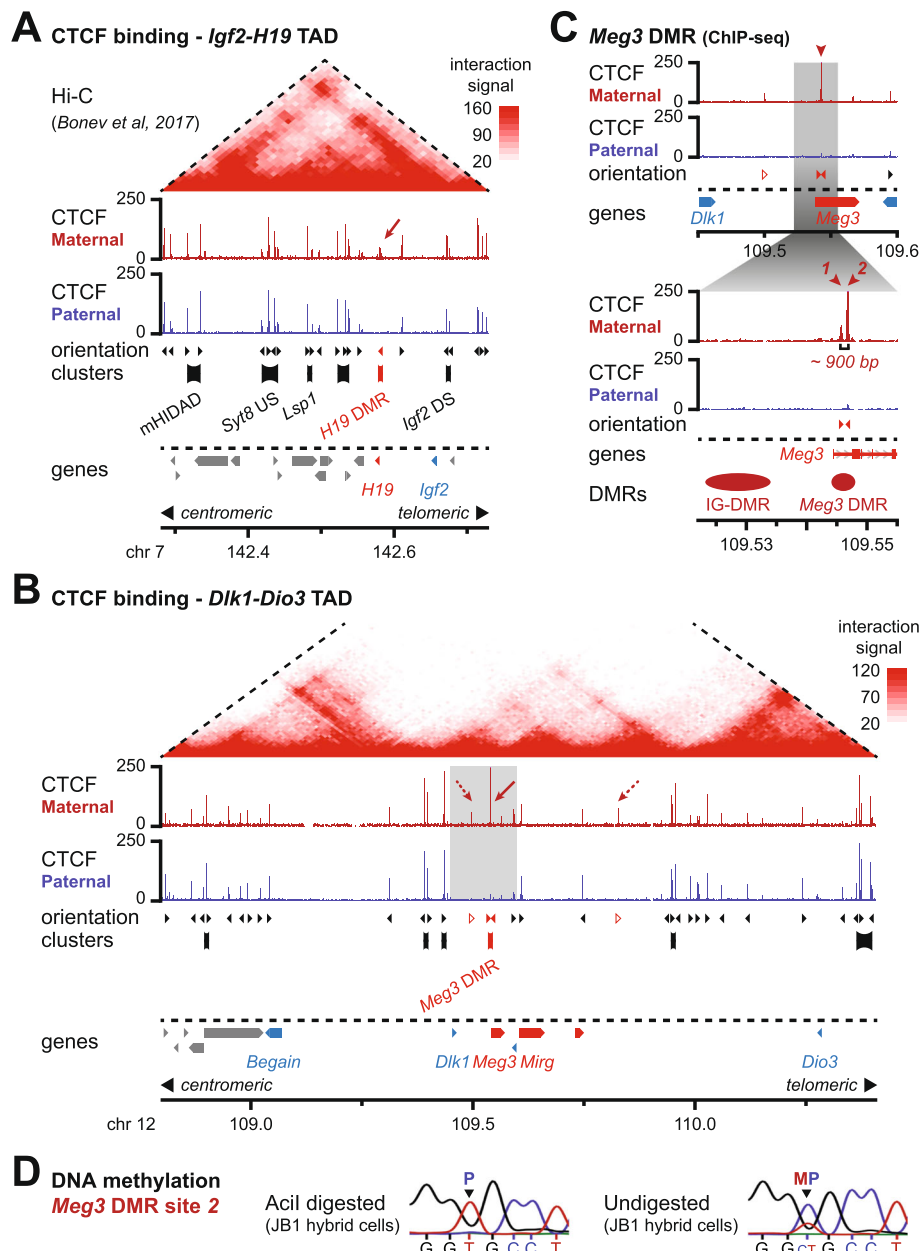 A CTCF binding - Igf2-H19 TAD
Hi-C
(Bonev et al, 2017)
interaction
signal
160
90
20
250
CTCF
Maternal
0
250
CTCF
Paternal
0
orientation
clusters
mHIDAD
Syt8 US
Lsp1
H19 DMR
Igf2 DS
genes
H19
Igf2
centromeric
telomeric
chr 7
142.4
142.6
C Meg3 DMR (ChIP-seq)
250
CTCF
Maternal
0
250
CTCF
Paternal
0
orientation
genes
Dlk1
Meg3
109.5
109.6
1
2
250
CTCF
Maternal
0
~ 900 bp
250
CTCF
Paternal
0
orientation
genes
Meg3
DMRs
IG-DMR
Meg3 DMR
109.53
109.55
B CTCF binding - Dlk1-Dio3 TAD
interaction
signal
120
70
20
250
CTCF
Maternal
0
250
CTCF
Paternal
0
orientation
clusters
Meg3 DMR
genes
Begain
Dlk1
Meg3
Mirg
Dio3
centromeric
telomeric
chr 12
109.0
109.5
110.0
D DNA methylation
Meg3 DMR site 2
AciI digested
(JB1 hybrid cells)
P
G G T G C C T
Undigested
(JB1 hybrid cells)
MP
G G CT G C C T